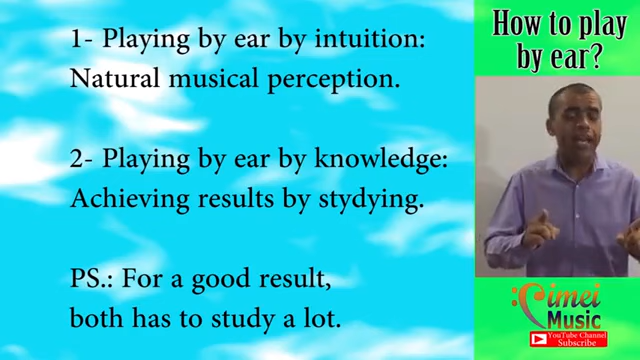 1- Playing by ear by intuition:
Natural musical perception.
2- Playing by ear by knowledge:
Achieving results by stydying.
PS.: For a good result,
both has to study a lot.
How to play
by ear?
Cimei
Music
YouTube Channel
Subscribe